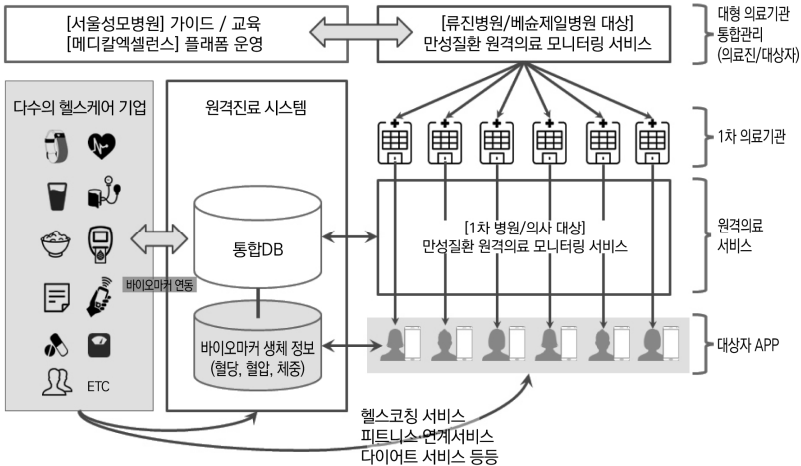 [서울성모병원] 가이드 / 교육
[메디칼엑셀런스] 플래폼 운영
[류진병원/베슌제일병원 대상]
만성질환 원격의료 모니터링 서비스
대형 의료기관
통합관리
(의료진/대상자)
다수의 헬스케어 기업
원격진료 시스템
1차 의료기관
통합DB
[1차 병원/의사 대상]
만성질환 원격의료 모니터링 서비스
원격의료
서비스
바이오마커 연동
바이오마커 생체 정보
(혈당, 혈압, 체중)
대상자 APP
ETC
헬스코칭 서비스
피트니스·연계서비스
다이어트 서비스 등등